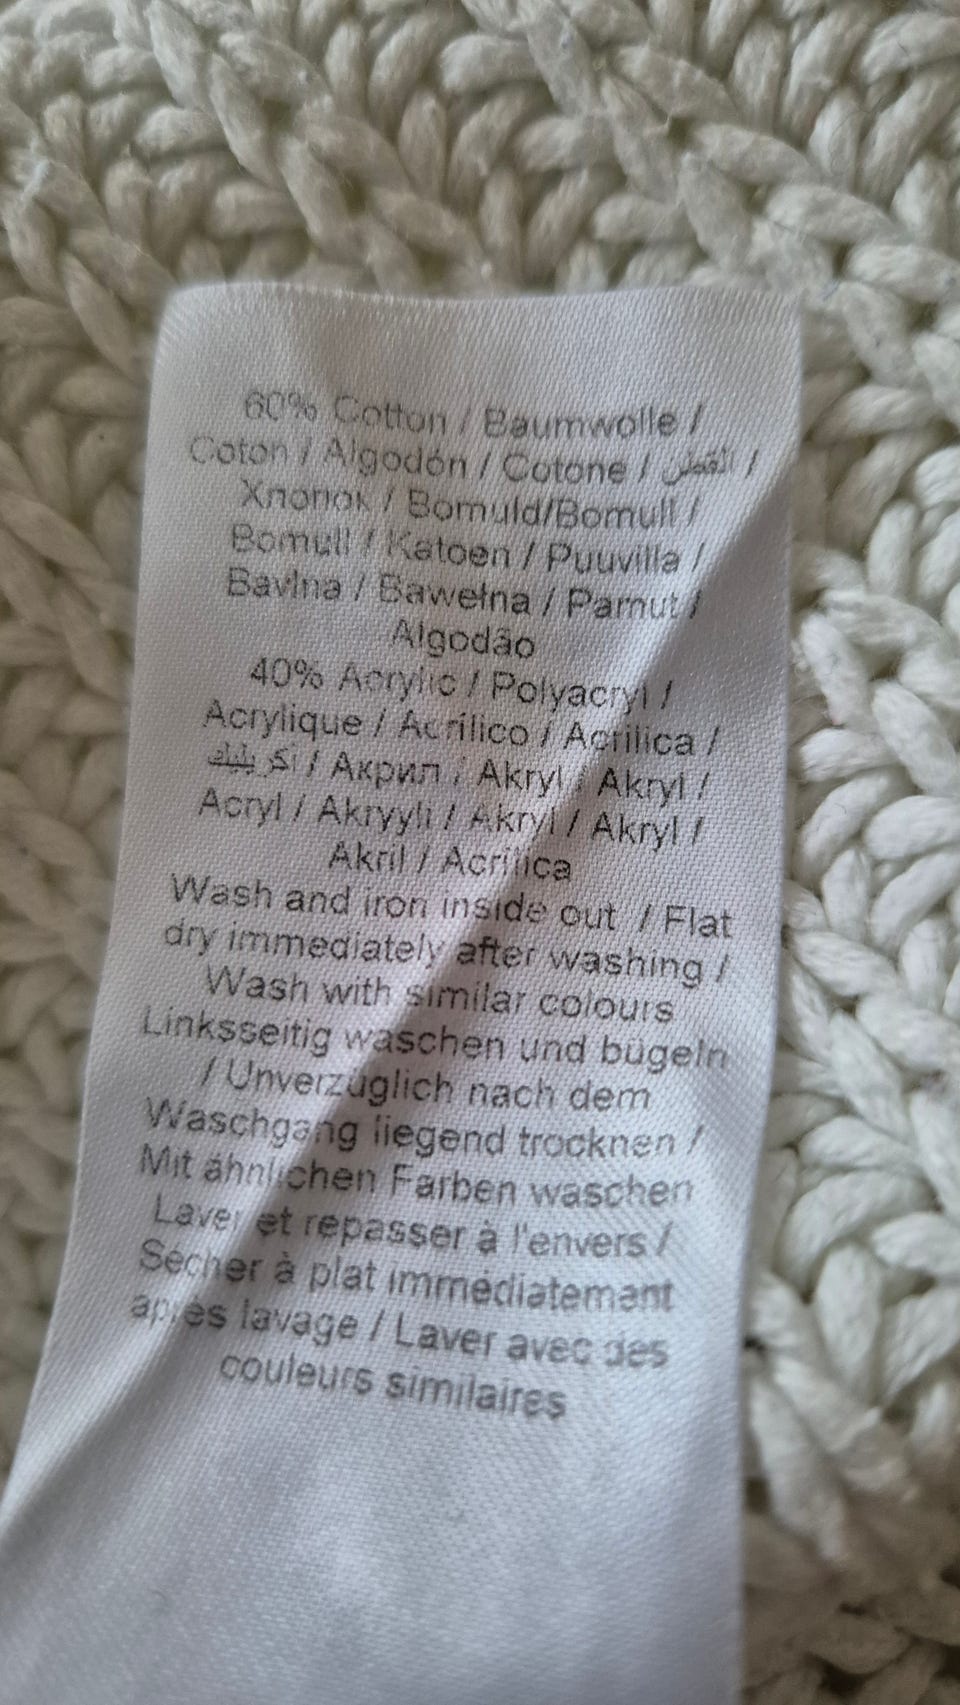 60% Cotton / Baumwolle /
Coton / Algodón / Cotone / القطن /
Хлопок / Bomuld/Bomull /
Bomull / Katoen / Puuvilla /
Bavlna / Bawełna / Pamut /
Algodão
40% Acrylic / Polyacryl /
Acrylique / Acrílico / Acrilica /
أكريليك / Акрил / Akryl / Akryl /
Acryl / Akryyli / Akryl / Akryl /
Akril / Acrílica
Wash and iron inside out / Flat
dry immediately after washing /
Wash with similar colours
Linksseitig waschen und bügeln
/ Unverzüglich nach dem
Waschgang liegend trocknen /
Mit ähnlichen Farben waschen
Laver et repasser à l'envers /
Sécher à plat immédiatement
après lavage / Laver avec des
couleurs similaires